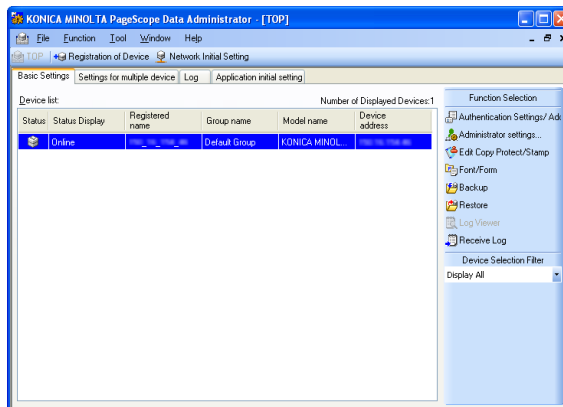 KONICA MINOLTA PageScope Data Administrator - [TOP]
File Function Tool Window Help
TOP Registration of Device Network Initial Setting
Basic Settings Settings for multiple device Log Application initial setting
Device list: Number of Displayed Devices:1
Status Status Display Registered name Group name Model name Device address
Online Default Group KONICA MINOL...
Function Selection
Authentication Settings/ Add
Administrator settings...
Edit Copy Protect/Stamp
Font/Form
Backup
Restore
Log Viewer
Receive Log
Device Selection Filter
Display All